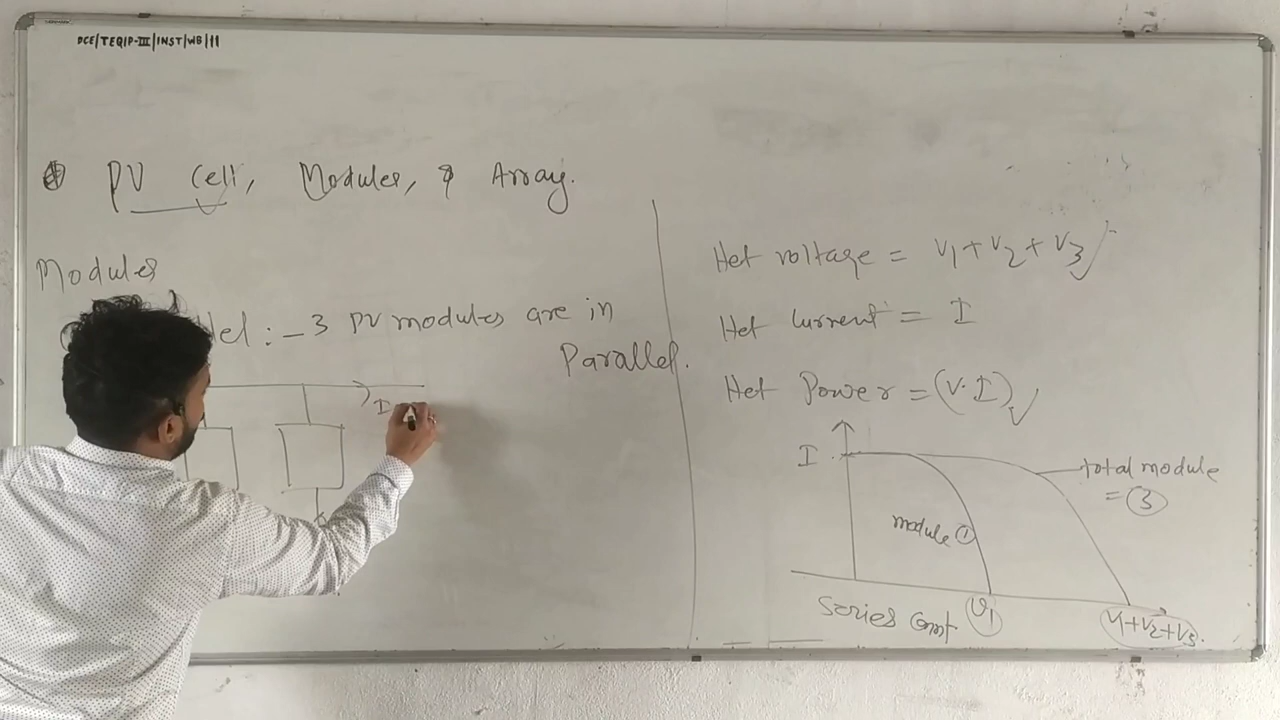 DCE/TEQIP-III/INST/WB/11
PV Cell, Modules, & Array.
Modules
llel :- 3 PV modules are in
Parallel.
I
Net voltage = V1 + V2 + V3
Net Current = I
Net Power = (V.I)
I
total module
= 3
module 1
Series Cont
V1
V1+V2+V3.